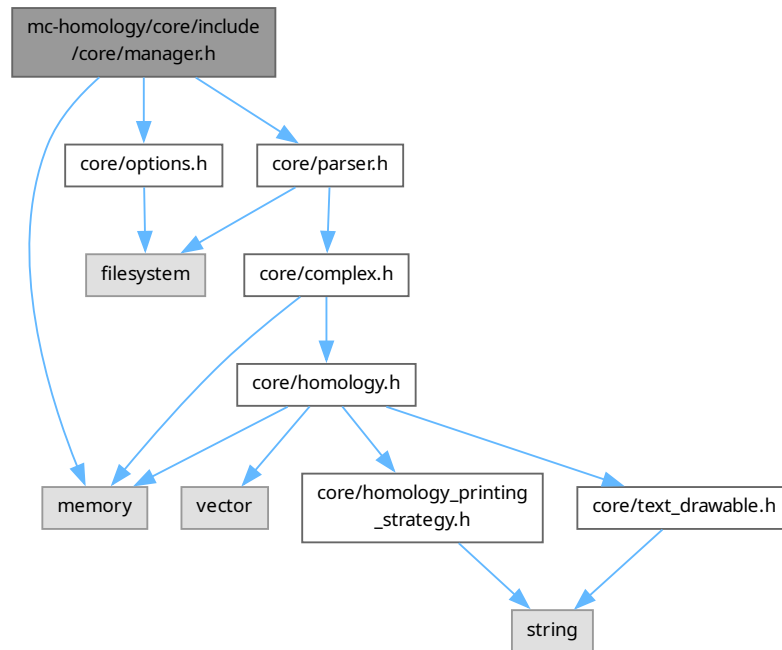 mc-homology/core/include
/core/manager.h
core/options.h
core/parser.h
filesystem
core/complex.h
core/homology.h
memory
vector
core/homology_printing
_strategy.h
core/text_drawable.h
string